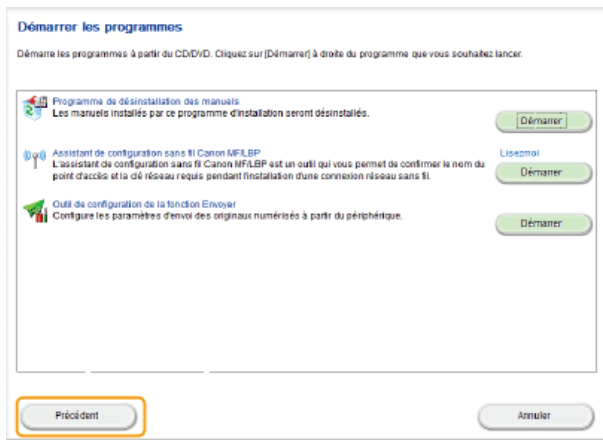 Démarrer les programmes
Démarre les programmes à partir du CD/DVD. Cliquez sur [Démarrer] à droite du programme que vous souhaitez lancer.
Programme de désinstallation des manuels
Les manuels installés par ce programme d'installation seront désinstallés.
Démarrer
Assistant de configuration sans fil Canon MF/LBP
Lisezmoi
L'assistant de configuration sans fil Canon MF/LBP est un outil qui vous permet de confirmer le nom du
point d'accès et la clé réseau requis pendant l'installation d'une connexion réseau sans fil.
Démarrer
Outil de configuration de la fonction Envoyer
Configure les paramètres d'envoi des originaux numérisés à partir du périphérique.
Démarrer
Précédent
Annuler